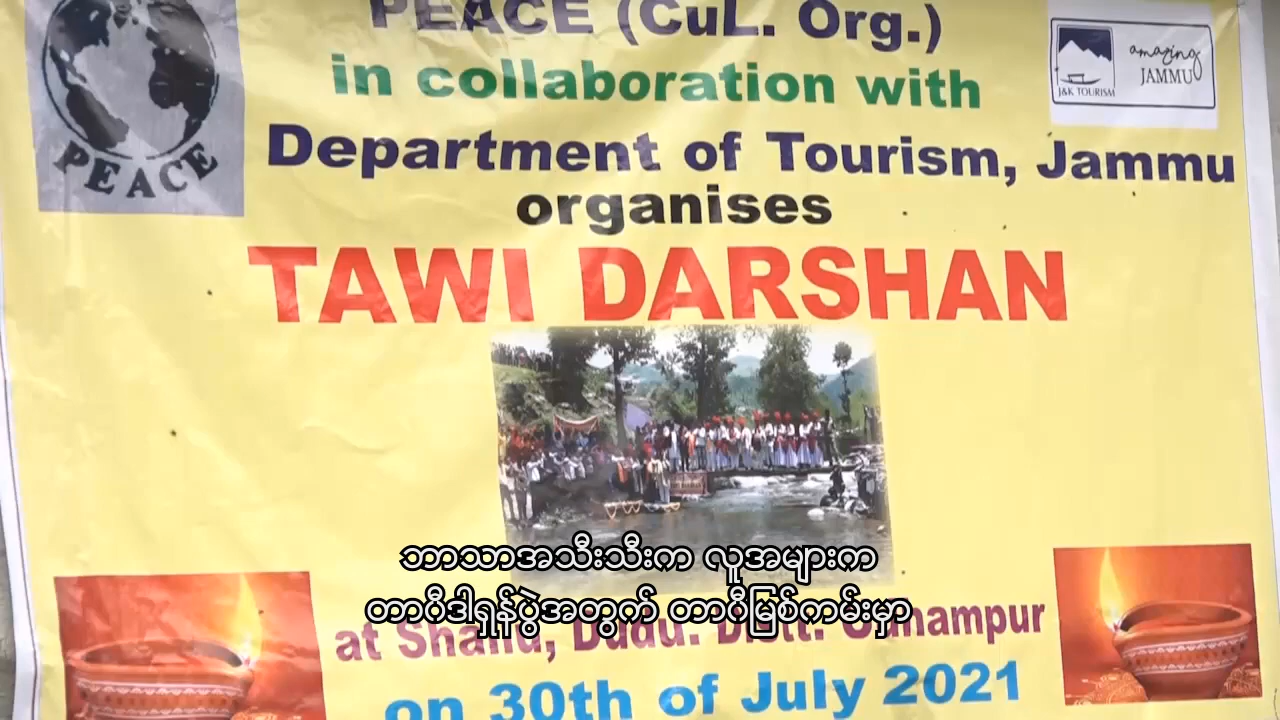 PEACE (CuL. Org.)
in collaboration with
Department of Tourism, Jammu
organises
TAWI DARSHAN
PEACE
amazing
JAMMU
J&K TOURISM
ဘာသာအသီးသီးက လူအများက
တာဝီဒါရှန်ပွဲအတွက် တာဝီမြစ်ကမ်းမှာ
at Dudu. Distt. Udhampur
on 30th of July 2021